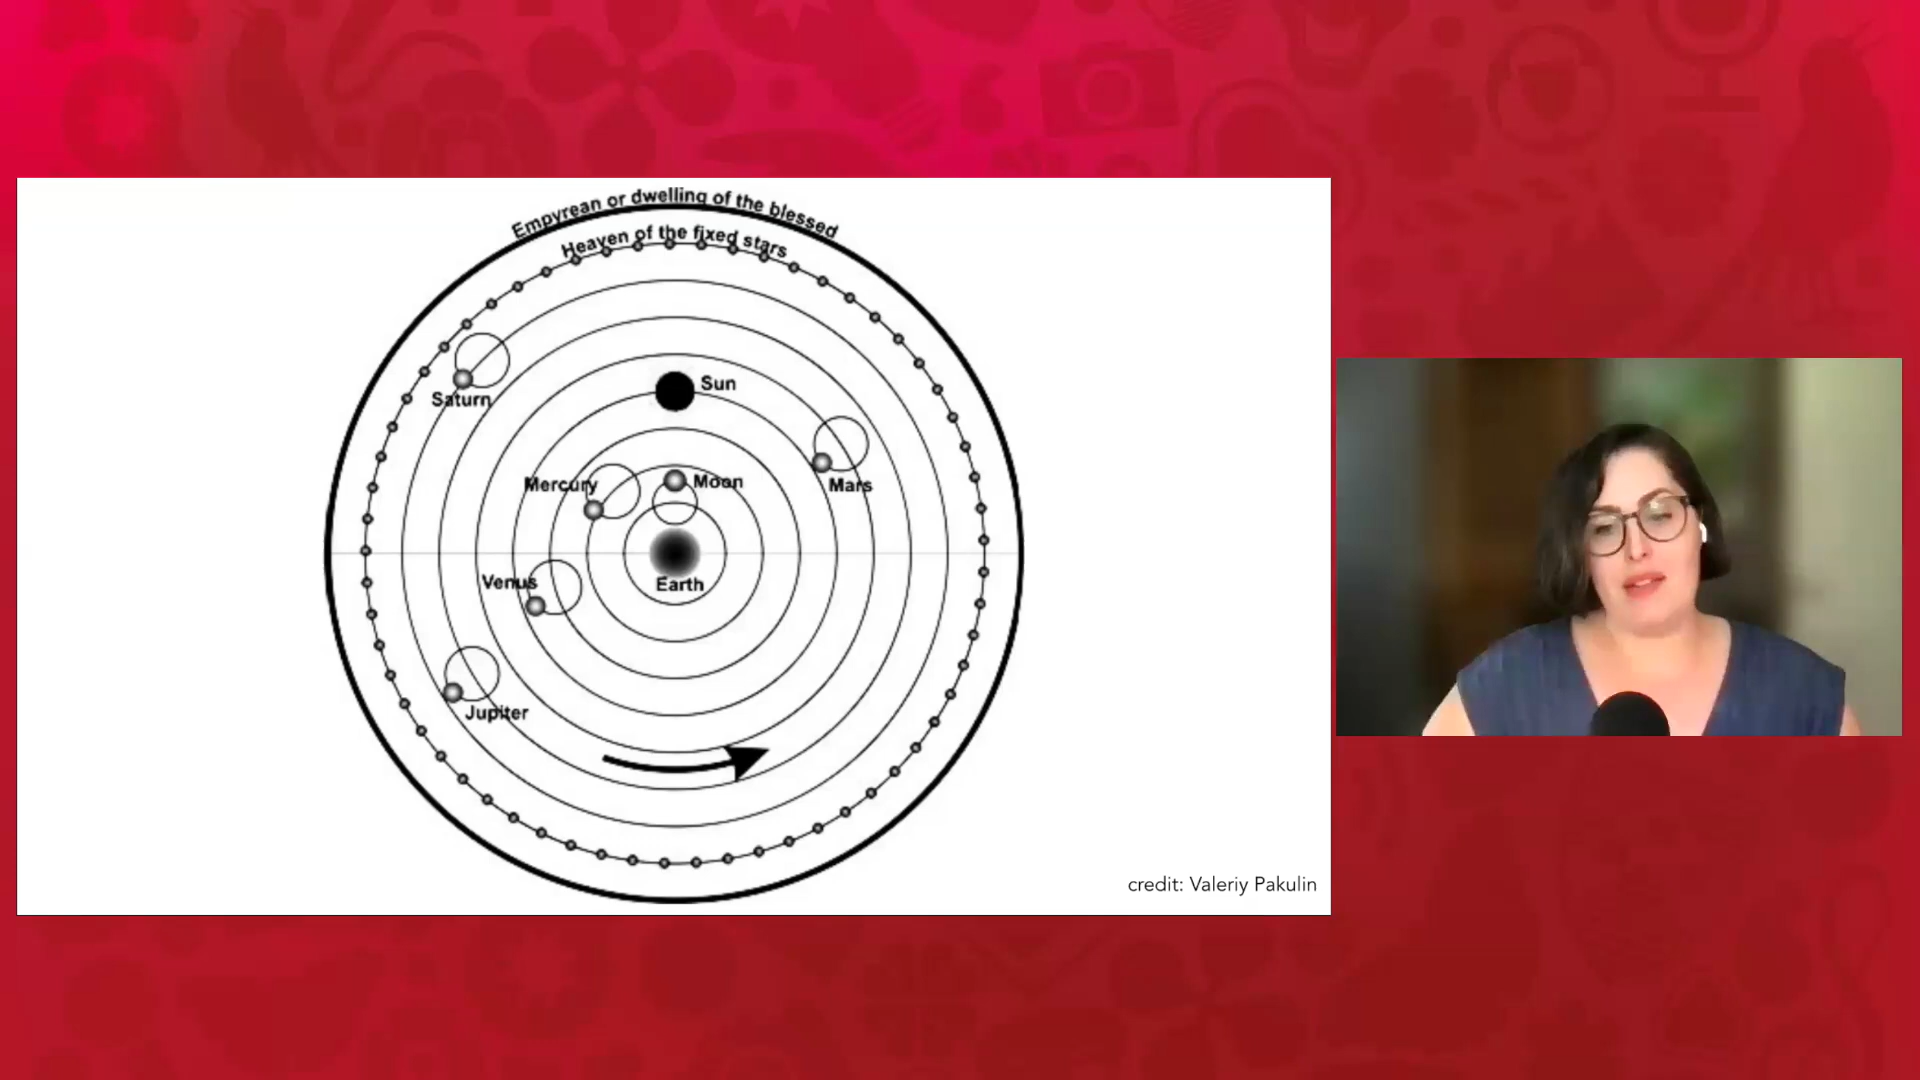 Empyrean or dwelling of the blessed
Heaven of the fixed stars
Sun
Saturn
Mercury
Moon
Mars
Venus
Earth
Jupiter
credit: Valeriy Pakulin